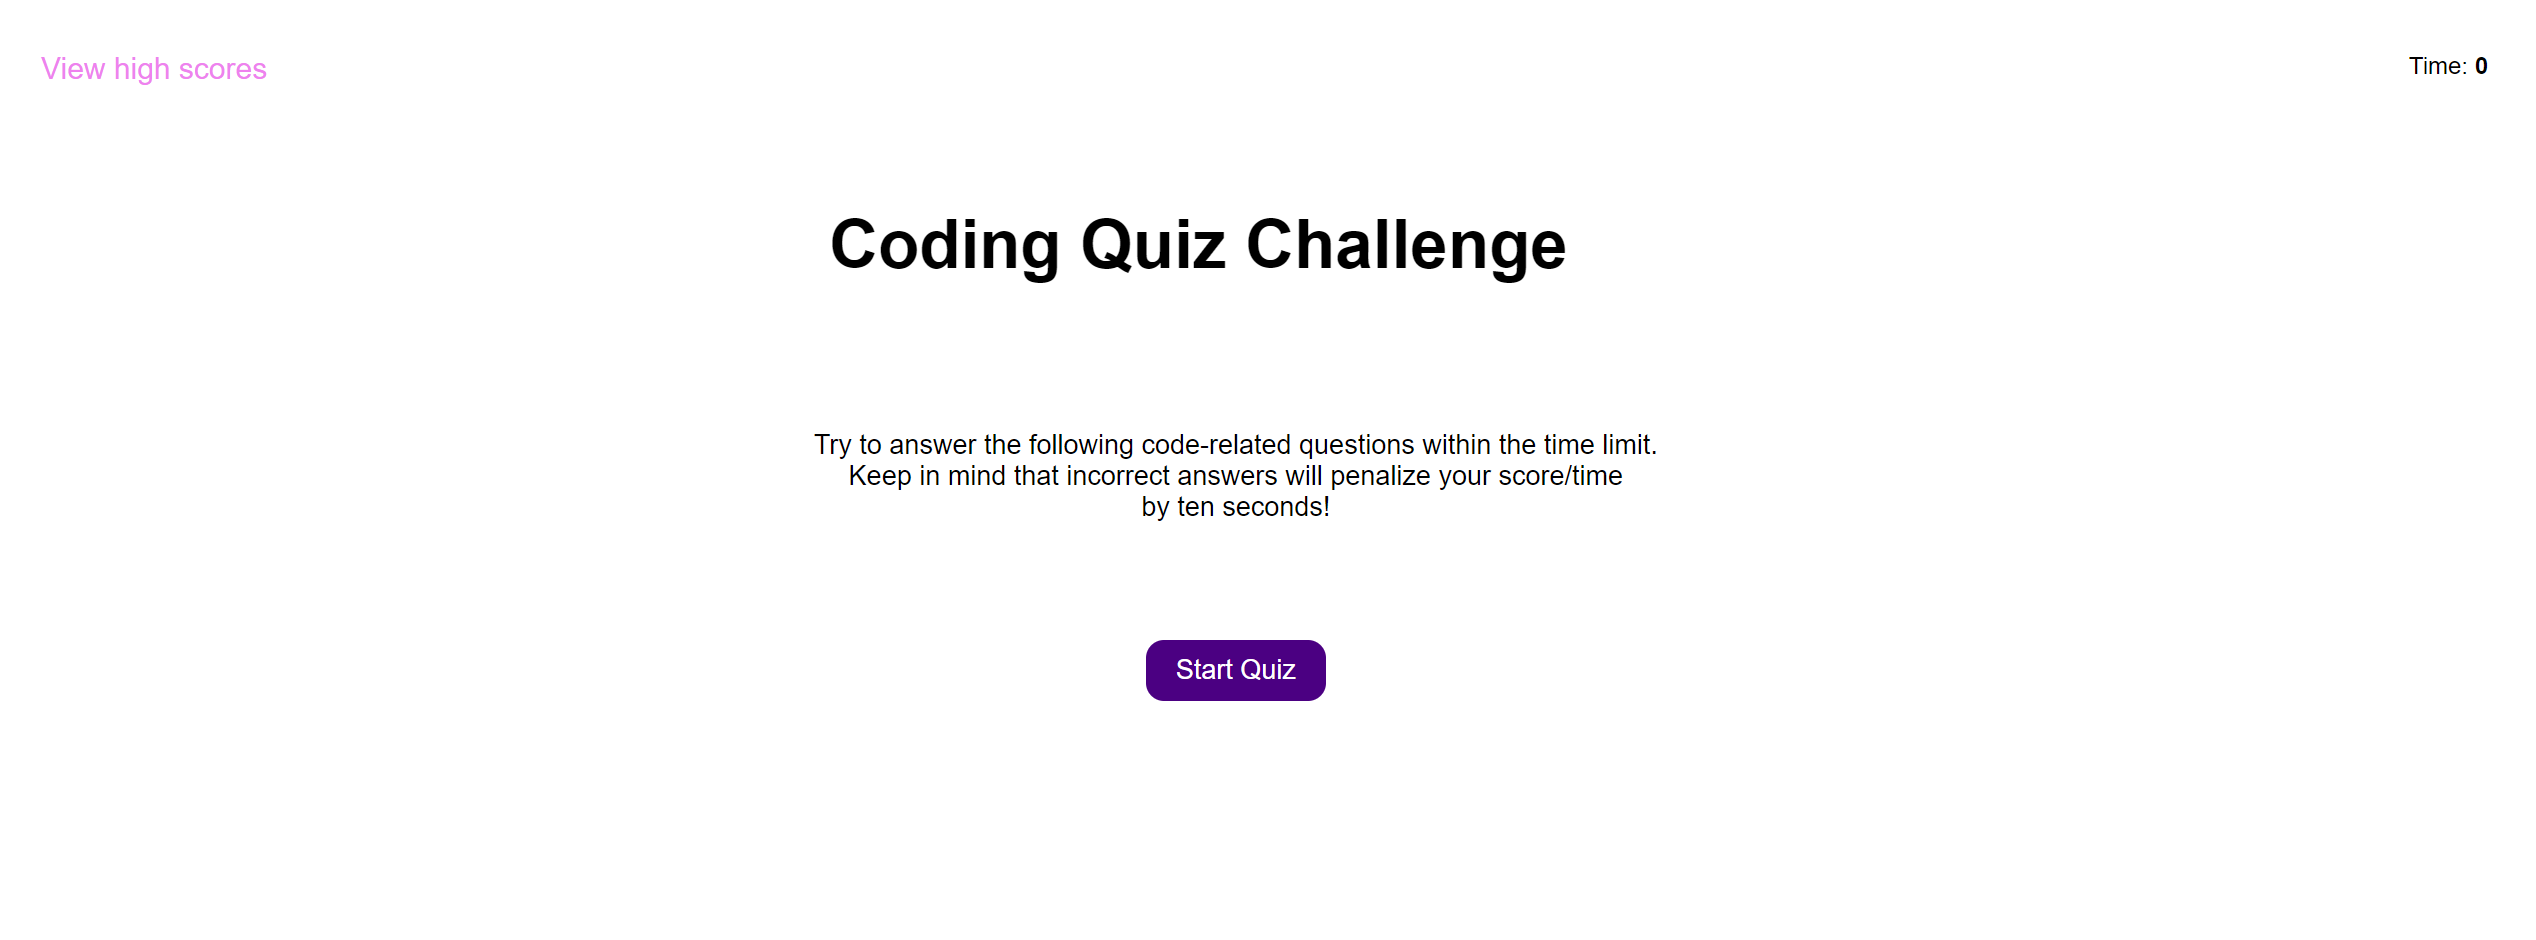 View high scores
Time: 0
Coding Quiz Challenge
Try to answer the following code-related questions within the time limit.
Keep in mind that incorrect answers will penalize your score/time
by ten seconds!
Start Quiz